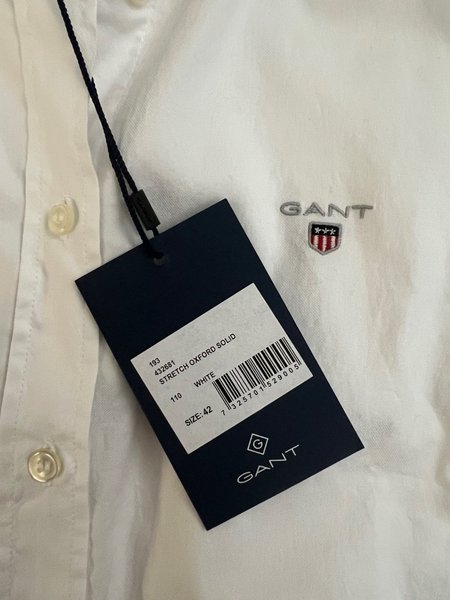 GANT
193
432681
STRETCH OXFORD SOLID
110
WHITE
SIZE: 42
7 325701 529005
G
GANT